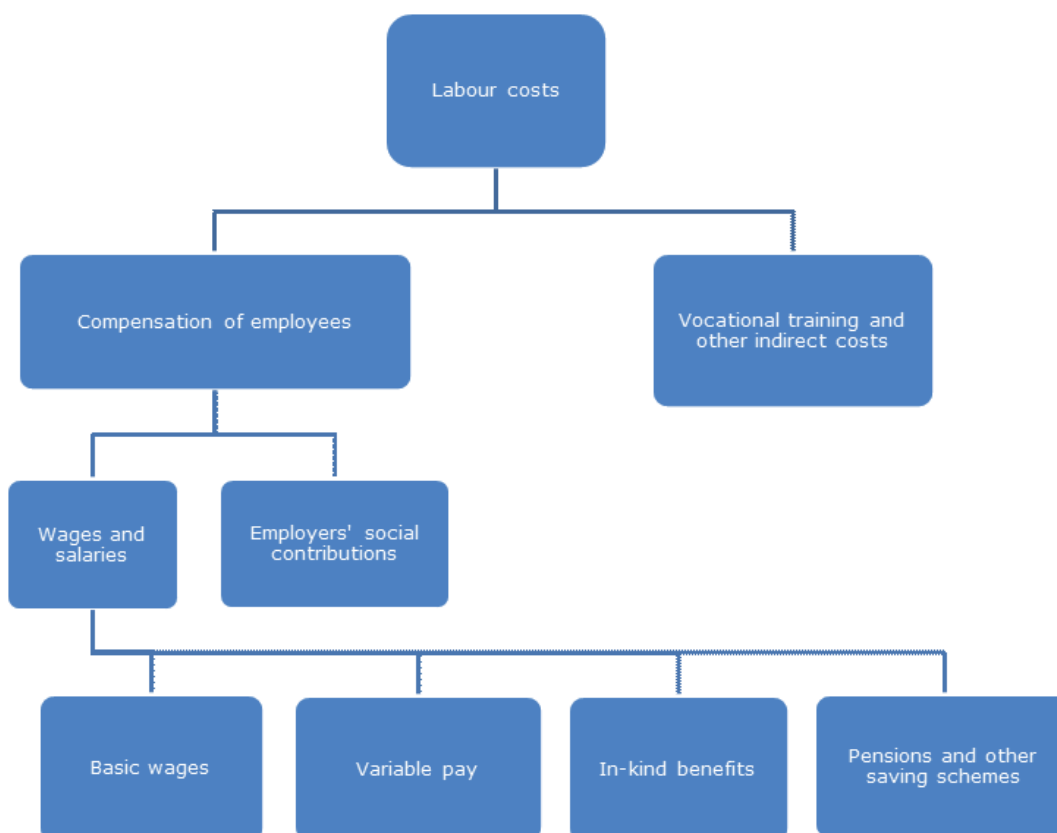 Labour costs
Compensation of employees
Vocational training and
other indirect costs
Wages and
salaries
Employers' social
contributions
Basic wages
Variable pay
In-kind benefits
Pensions and other
saving schemes